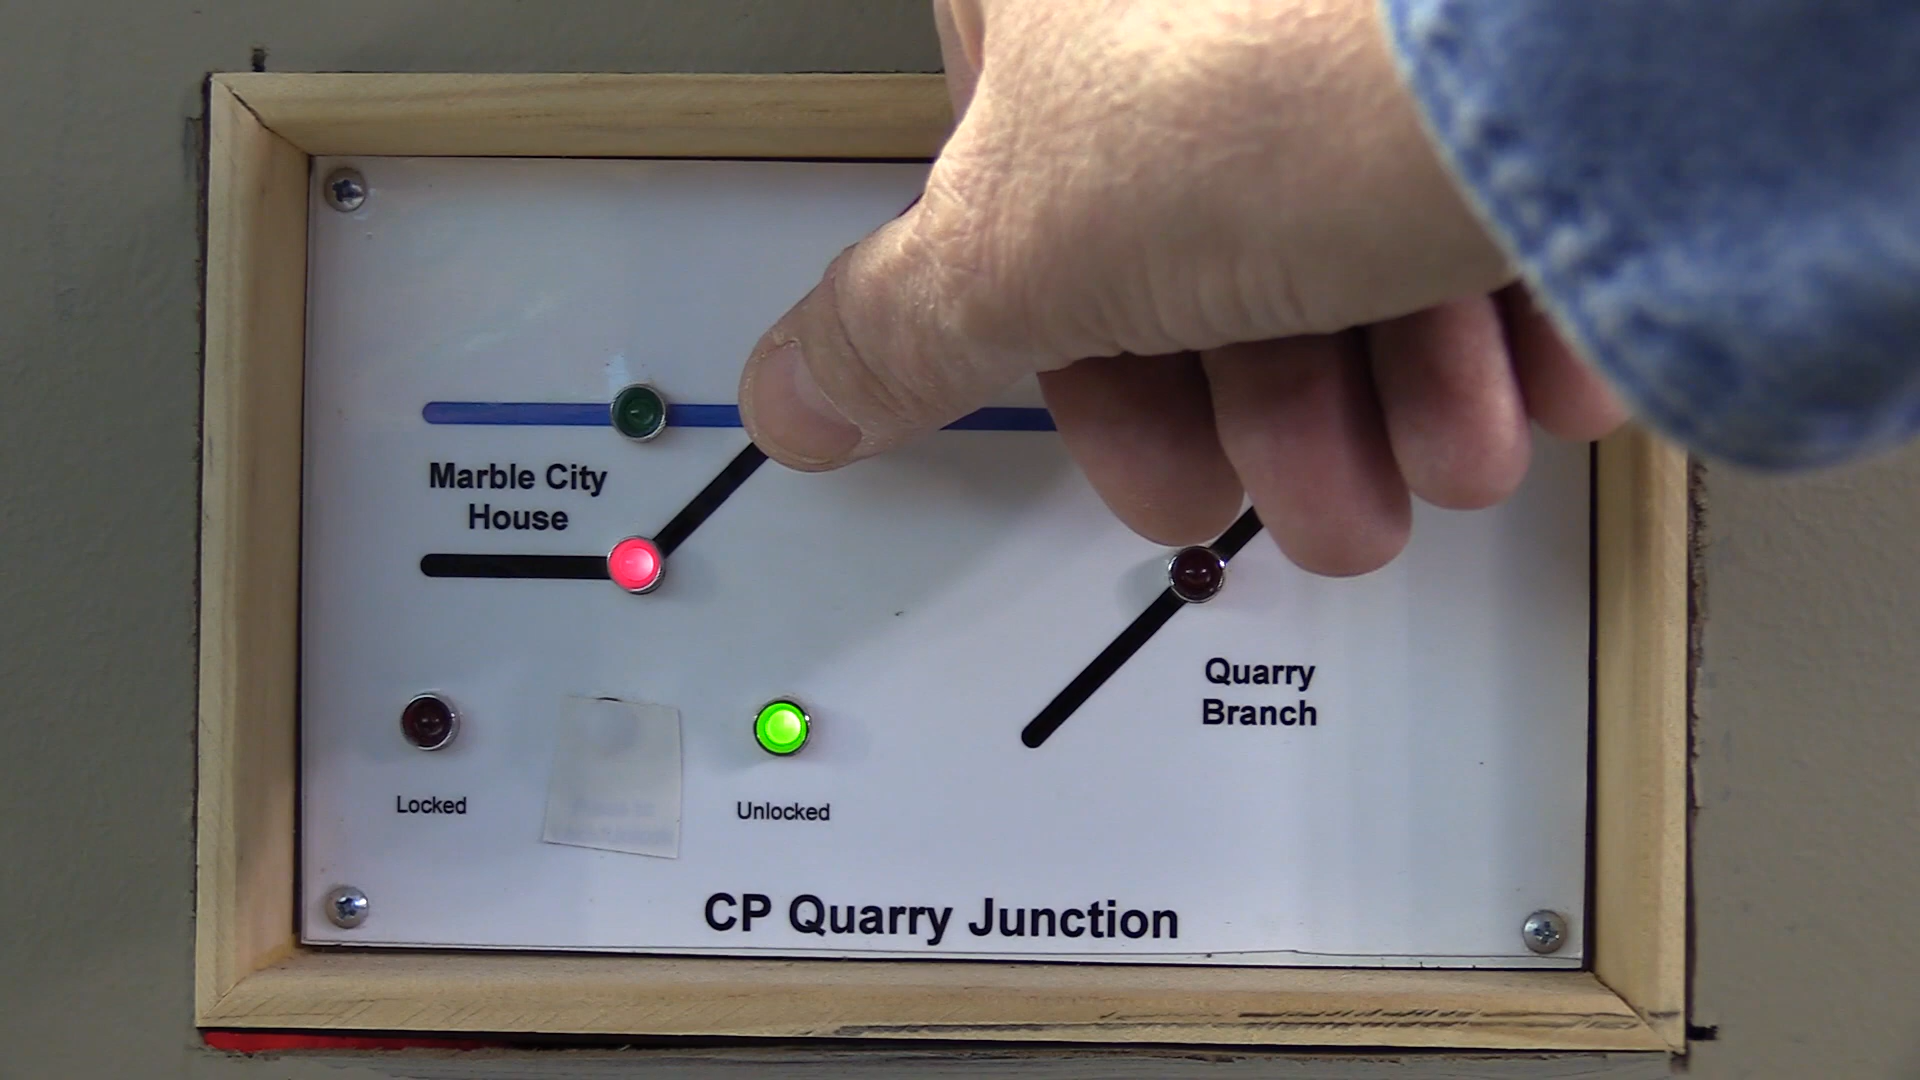 Marble City
House
Quarry
Branch
Locked
Unlocked
CP Quarry Junction